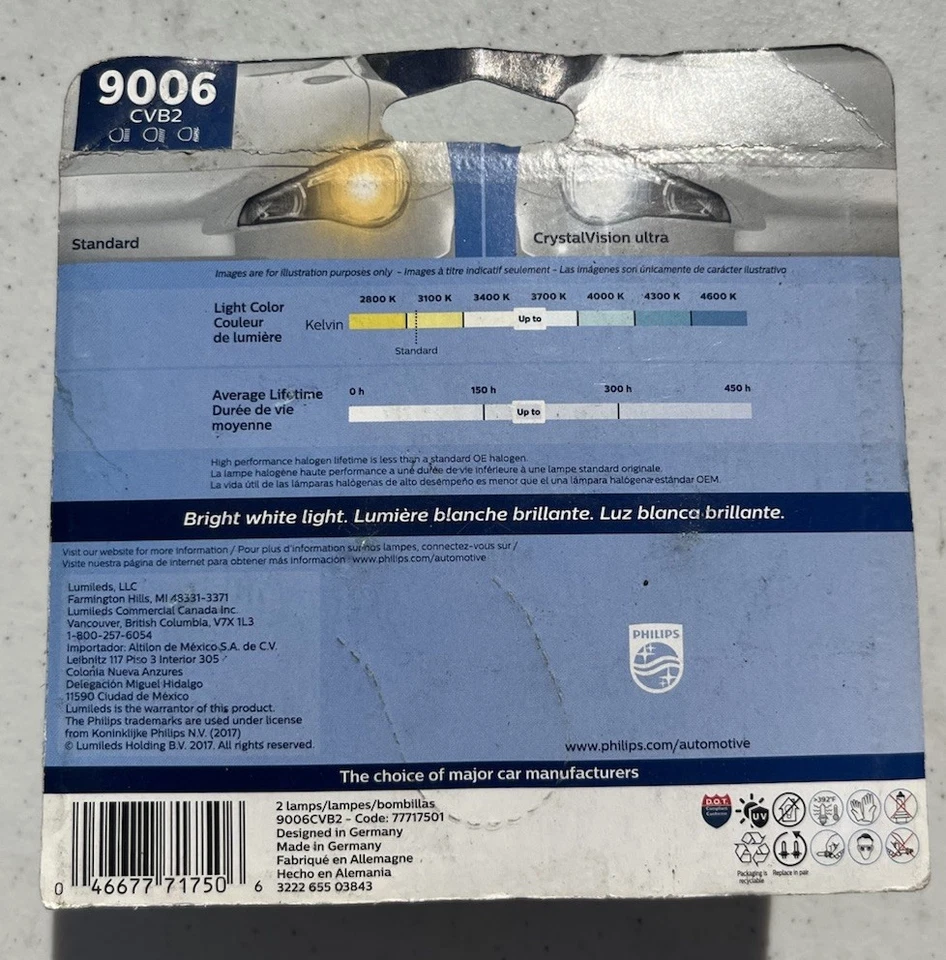 9006
CVB2
Standard
CrystalVision ultra
Images are for illustration purposes only - Images à titre indicatif seulement - Las imágenes son únicamente de carácter ilustrativo
Light Color
Couleur
de lumière
Kelvin
2800 K 3100 K 3400 K 3700 K 4000 K 4300 K 4600 K
Up to
Standard
Average Lifetime
Durée de vie
moyenne
0 h 150 h 300 h 450 h
Up to
High performance halogen lifetime is less than a standard OE halogen.
La lampe halogène haute performance a une durée de vie inférieure à une lampe standard originale.
La vida útil de las lámparas halógenas de alto desempeño es menor que el una lámpara halógena estándar OEM.
Bright white light. Lumière blanche brillante. Luz blanca brillante.
Visit our website for more information / Pour plus d'information sur nos lampes, connectez-vous sur /
Visite nuestra página de internet para obtener más información : www.philips.com/automotive
Lumileds, LLC
Farmington Hills, MI 48331-3371
Lumileds Commercial Canada Inc.
Vancouver, British Columbia, V7X 1L3
1-800-257-6054
Importador: Altilon de México S.A. de C.V.
Leibnitz 117 Piso 3 Interior 305
Colonia Nueva Anzures
Delegación Miguel Hidalgo
11590 Ciudad de México
Lumileds is the warrantor of this product.
The Philips trademarks are used under license
from Koninklijke Philips N.V. (2017)
© Lumileds Holding B.V. 2017. All rights reserved.
PHILIPS
www.philips.com/automotive
The choice of major car manufacturers
0 46677 71750 6
2 lamps/lampes/bombillas
9006CVB2 - Code: 77717501
Designed in Germany
Made in Germany
Fabriqué en Allemagne
Hecho en Alemania
3222 655 03843
D.O.T.
UV
>392°F
Packaging is
recyclable
Replace in pair